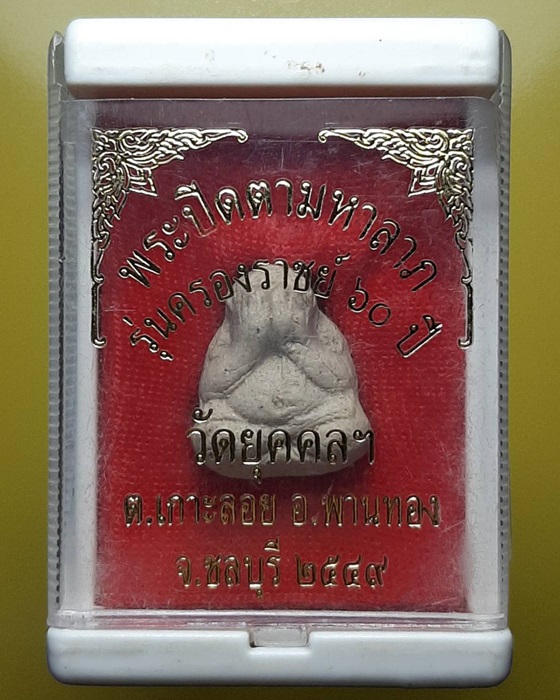 พระปิดตามหาลาภ
รุ่นครองราชย์ ๖๐ ปี
วัดยุคคลฯ
ต.เกาะลอย อ.พานทอง
จ.ชลบุรี ๒๕๔๙